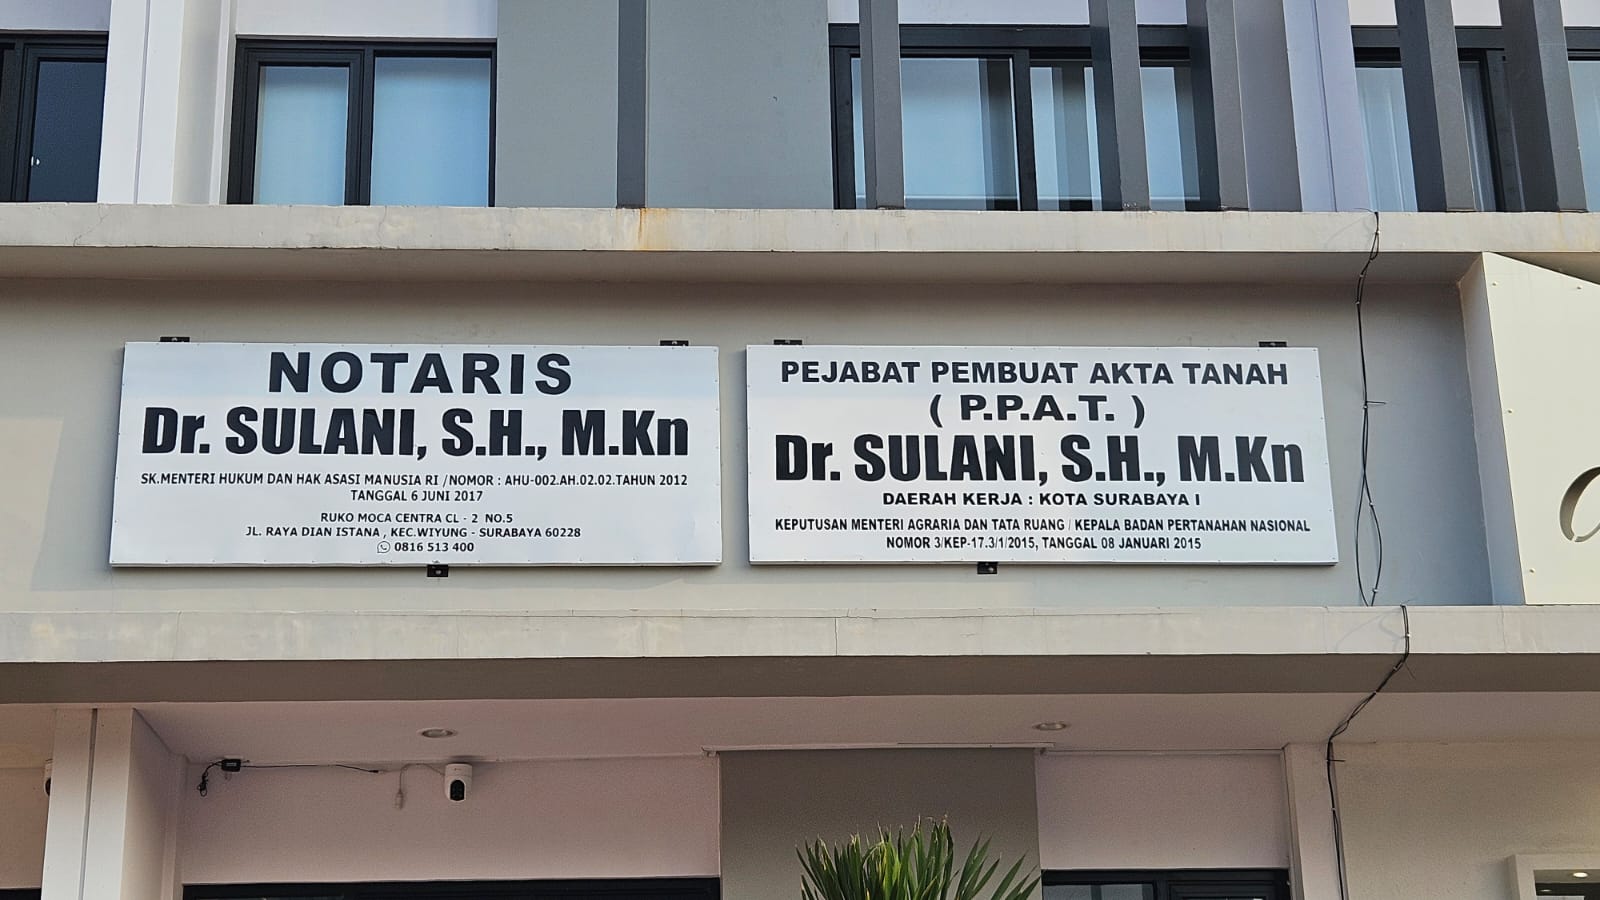 NOTARIS
Dr. SULANI, S.H., M.Kn
SK.MENTERI HUKUM DAN HAK ASASI MANUSIA RI /NOMOR : AHU-002.AH.02.02.TAHUN 2012
TANGGAL 6 JUNI 2017
RUKO MOCA CENTRA CL - 2 NO.5
JL. RAYA DIAN ISTANA , KEC.WIYUNG - SURABAYA 60228
0816 513 400
PEJABAT PEMBUAT AKTA TANAH
( P.P.A.T. )
Dr. SULANI, S.H., M.Kn
DAERAH KERJA : KOTA SURABAYA I
KEPUTUSAN MENTERI AGRARIA DAN TATA RUANG / KEPALA BADAN PERTANAHAN NASIONAL
NOMOR 3/KEP-17.3/1/2015, TANGGAL 08 JANUARI 2015